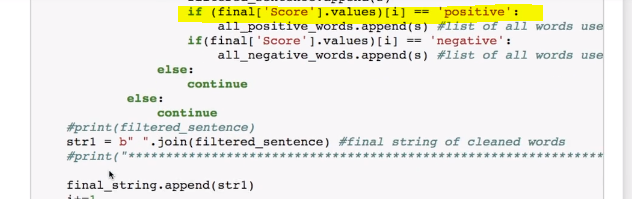 if (final['Score'].values)[i] == 'positive':
all_positive_words.append(s) #list of all words use
if(final['Score'].values)[i] == 'negative':
all_negative_words.append(s) #list of all words use
else:
continue
else:
continue
#print(filtered_sentence)
str1 = b" ".join(filtered_sentence) #final string of cleaned words
#print("***************************************************************
final_string.append(str1)
i+=1